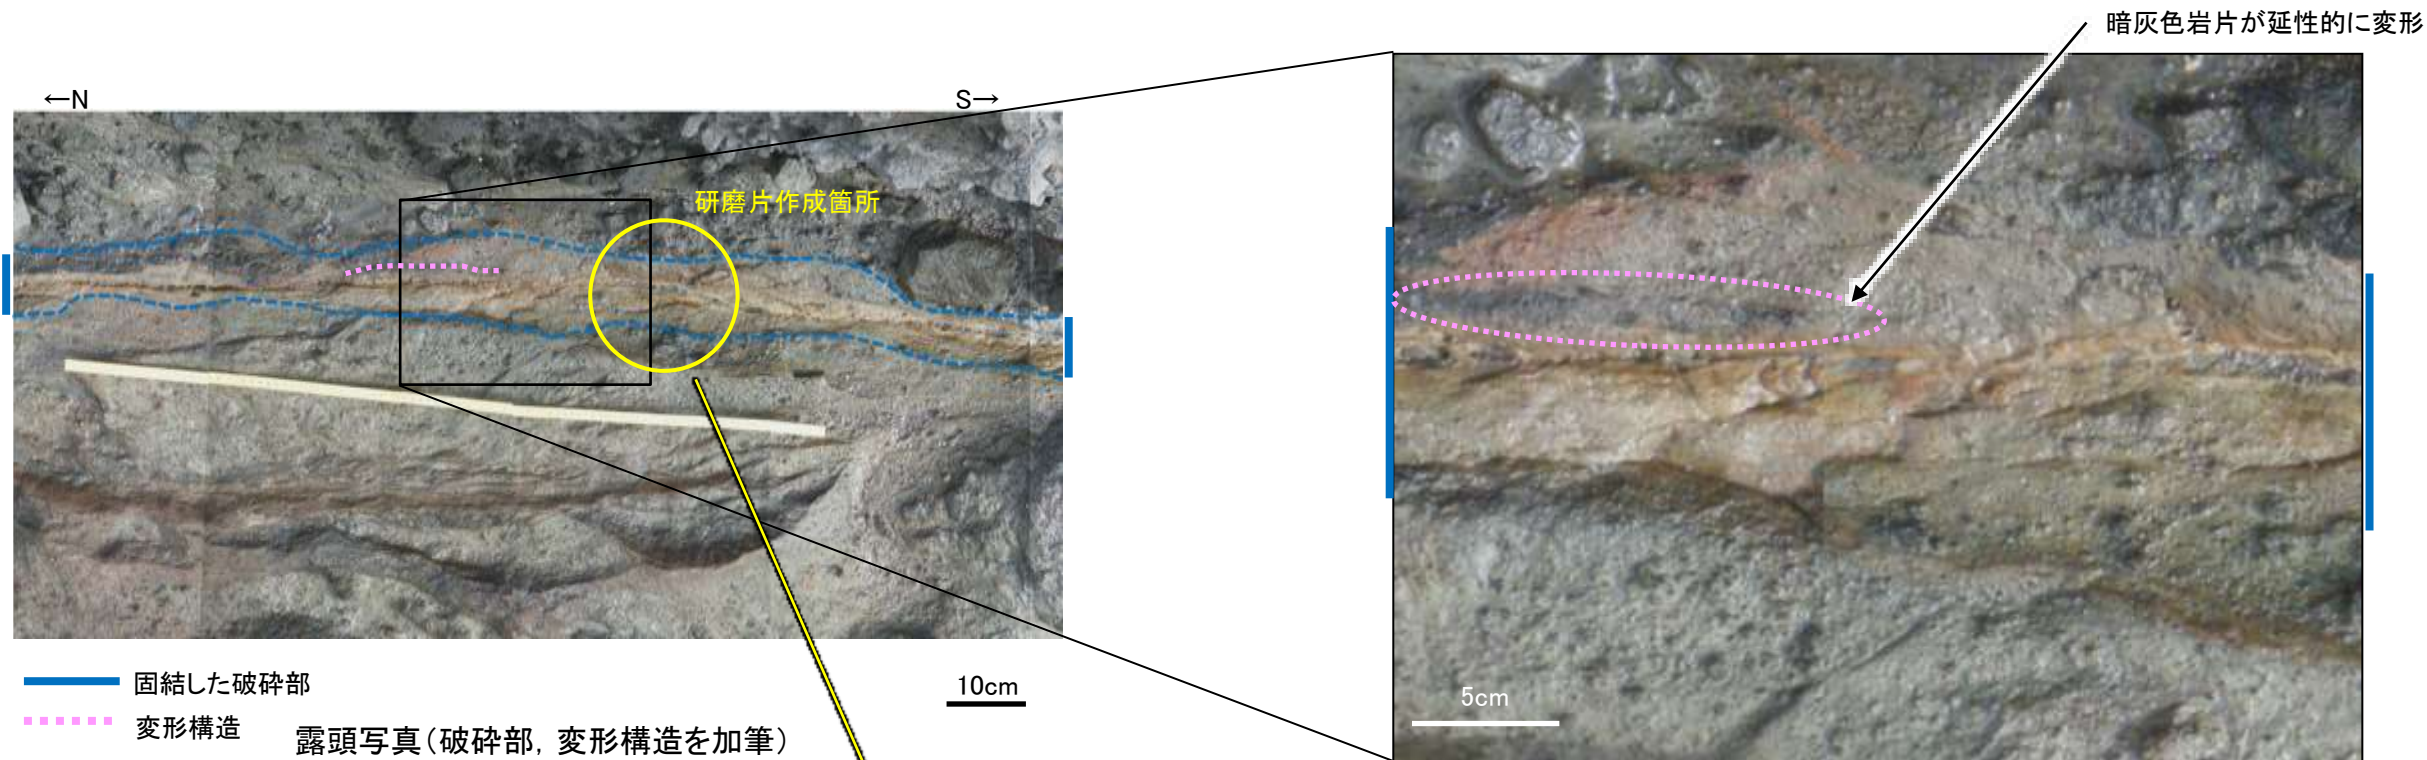 暗灰色岩片が延性的に変形
←N
S→
研磨片作成箇所
固結した破砕部
変形構造
露頭写真(破砕部，変形構造を加筆)
10cm
5cm